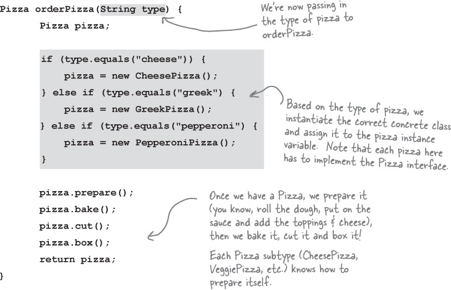 Pizza orderPizza(String type) {
Pizza pizza;
We're now passing in
the type of pizza to
orderPizza.
if (type.equals("cheese")) {
pizza = new CheesePizza();
} else if (type.equals("greek") {
pizza = new GreekPizza();
} else if (type.equals("pepperoni") {
pizza = new PepperoniPizza();
}
Based on the type of pizza, we
instantiate the correct concrete class
and assign it to the pizza instance
variable. Note that each pizza here
has to implement the Pizza interface.
pizza.prepare();
pizza.bake();
pizza.cut();
pizza.box();
return pizza;
}
Once we have a Pizza, we prepare it
(you know, roll the dough, put on the
sauce and add the toppings & cheese),
then we bake it, cut it and box it!
Each Pizza subtype (CheesePizza,
VeggiePizza, etc.) knows how to
prepare itself.